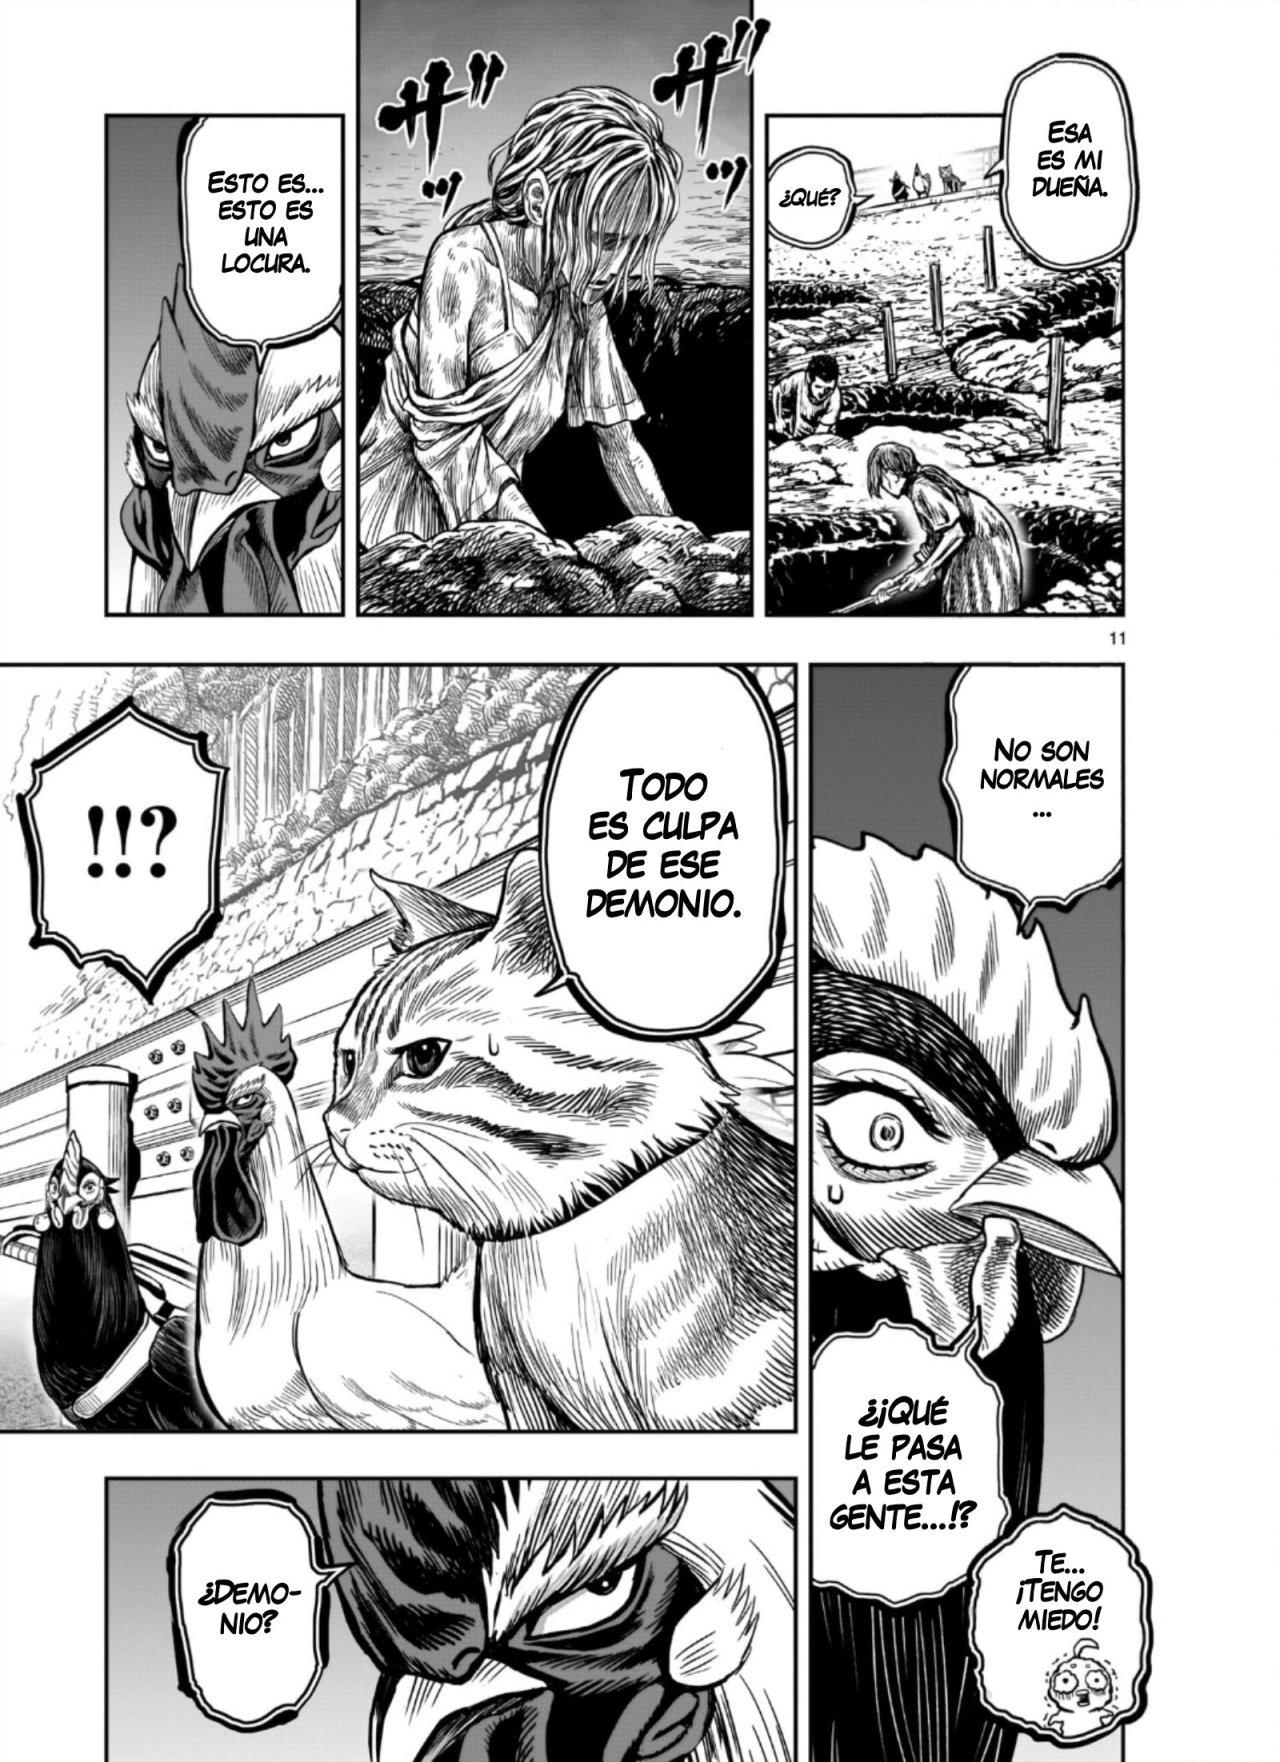 ESA
ES MI
DUEÑA.
¿QUÉ?
ザッ
ザッ
ESTO ES...
ESTO ES
UNA
LOCURA.
11
NO SON
NORMALES
...
¿¡QUÉ
LE PASA
A ESTA
GENTE...!?
TE...
¡TENGO
MIEDO!
TODO
ES CULPA
DE ESE
DEMONIO.
!!?
¿DEMO-
NIO?